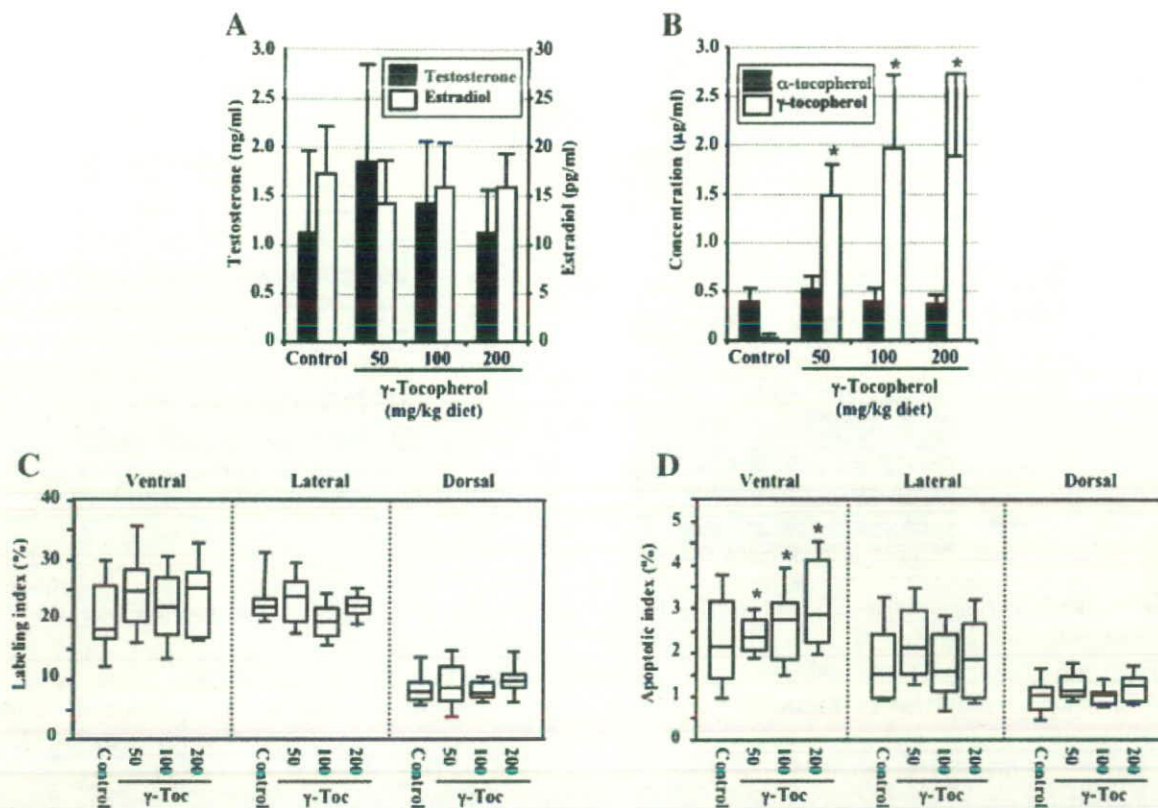 A
3.0
2.5
2.0
1.5
1.0
0.5
0
Testosterone (ng/ml)
Testosterone
Estradiol
30
25
20
15
10
5
0
Estradiol (pg/ml)
Control 50 100 200
γ-Tocopherol
(mg/kg diet)
B
3.0
2.5
2.0
1.5
1.0
0.5
0
Concentration (μg/ml)
α-tocopherol
γ-tocopherol
* * *
Control 50 100 200
γ-Tocopherol
(mg/kg diet)
C
Ventral Lateral Dorsal
40
30
20
10
0
Labeling index (%)
Control 50 100 200 Control 50 100 200 Control 50 100 200
γ-Toc γ-Toc γ-Toc
D
Ventral Lateral Dorsal
5
4
3
2
1
0
Apoptotic index (%)
* * *
Control 50 100 200 Control 50 100 200 Control 50 100 200
γ-Toc γ-Toc γ-Toc